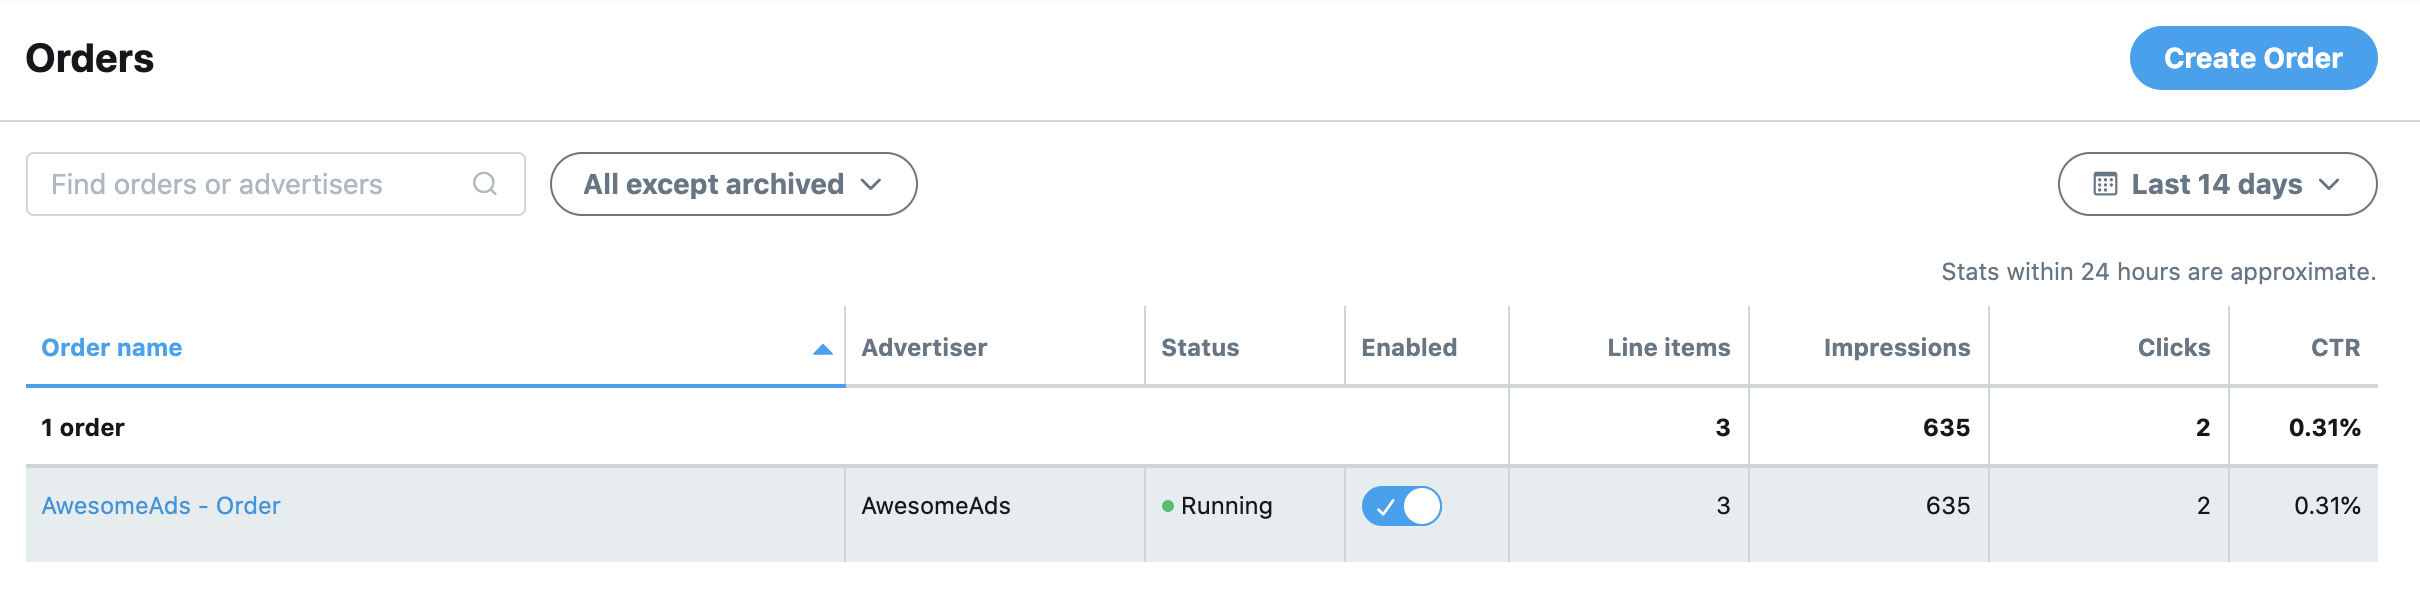 Orders
Create Order
Find orders or advertisers
All except archived
Last 14 days
Stats within 24 hours are approximate.
Order name Advertiser Status Enabled Line items Impressions Clicks CTR
1 order 3 635 2 0.31%
AwesomeAds - Order AwesomeAds Running 3 635 2 0.31%